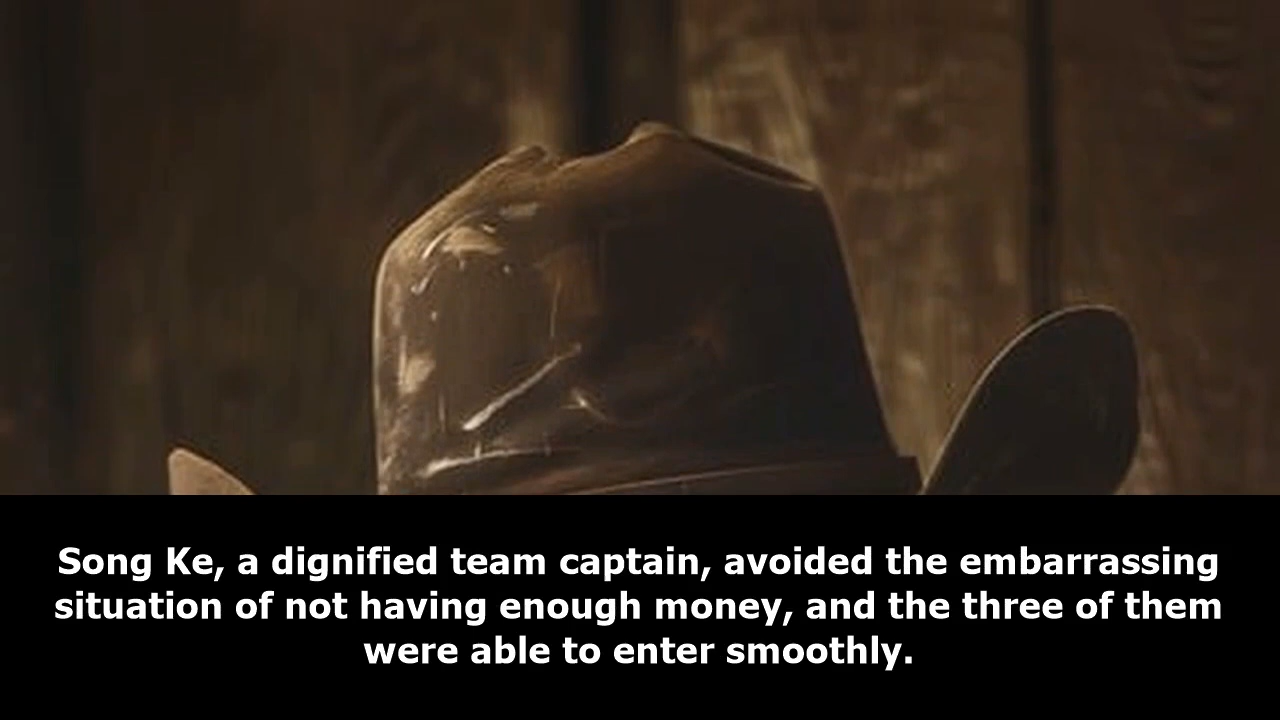 Song Ke, a dignified team captain, avoided the embarrassing
situation of not having enough money, and the three of them
were able to enter smoothly.